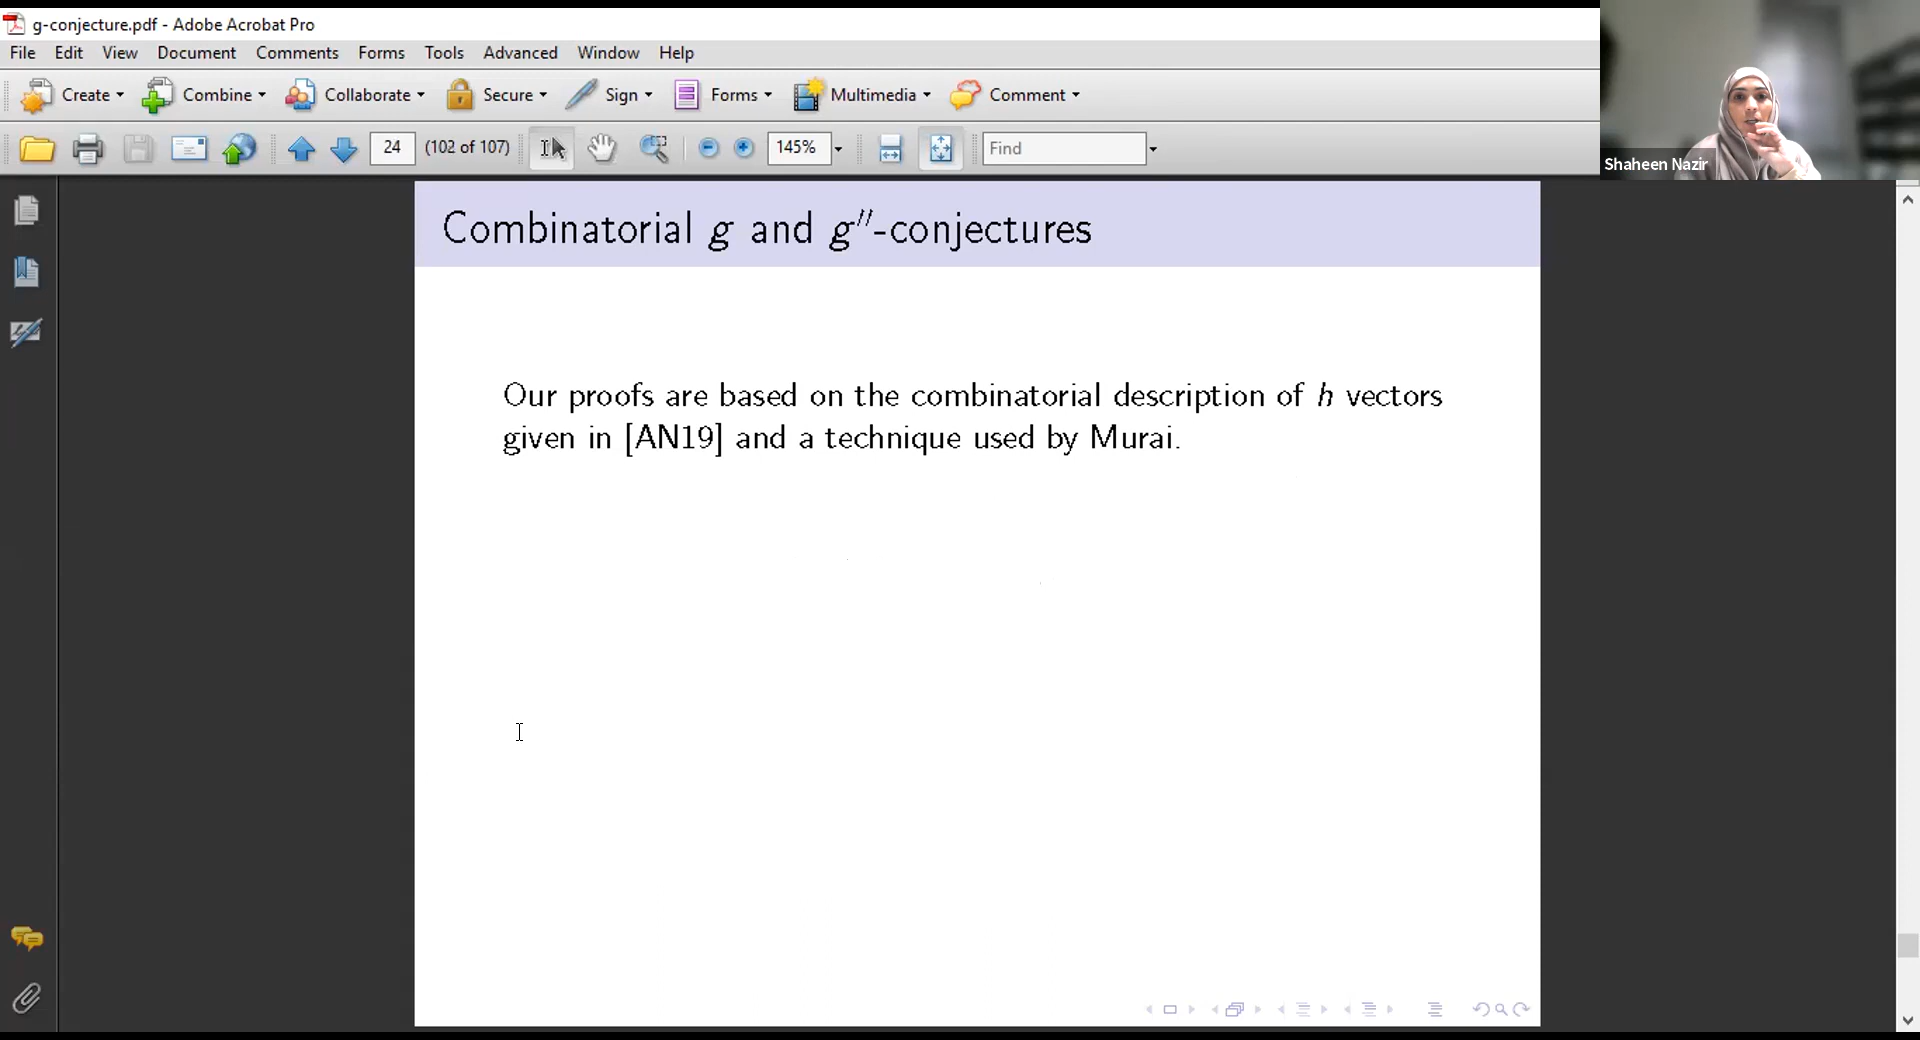 g-conjecture.pdf - Adobe Acrobat Pro
File Edit View Document Comments Forms Tools Advanced Window Help
Create Combine Collaborate Secure Sign Forms Multimedia Comment
24 (102 of 107) 145% Find
Shaheen Nazir
Combinatorial g and g″-conjectures
Our proofs are based on the combinatorial description of h vectors
given in [AN19] and a technique used by Murai.